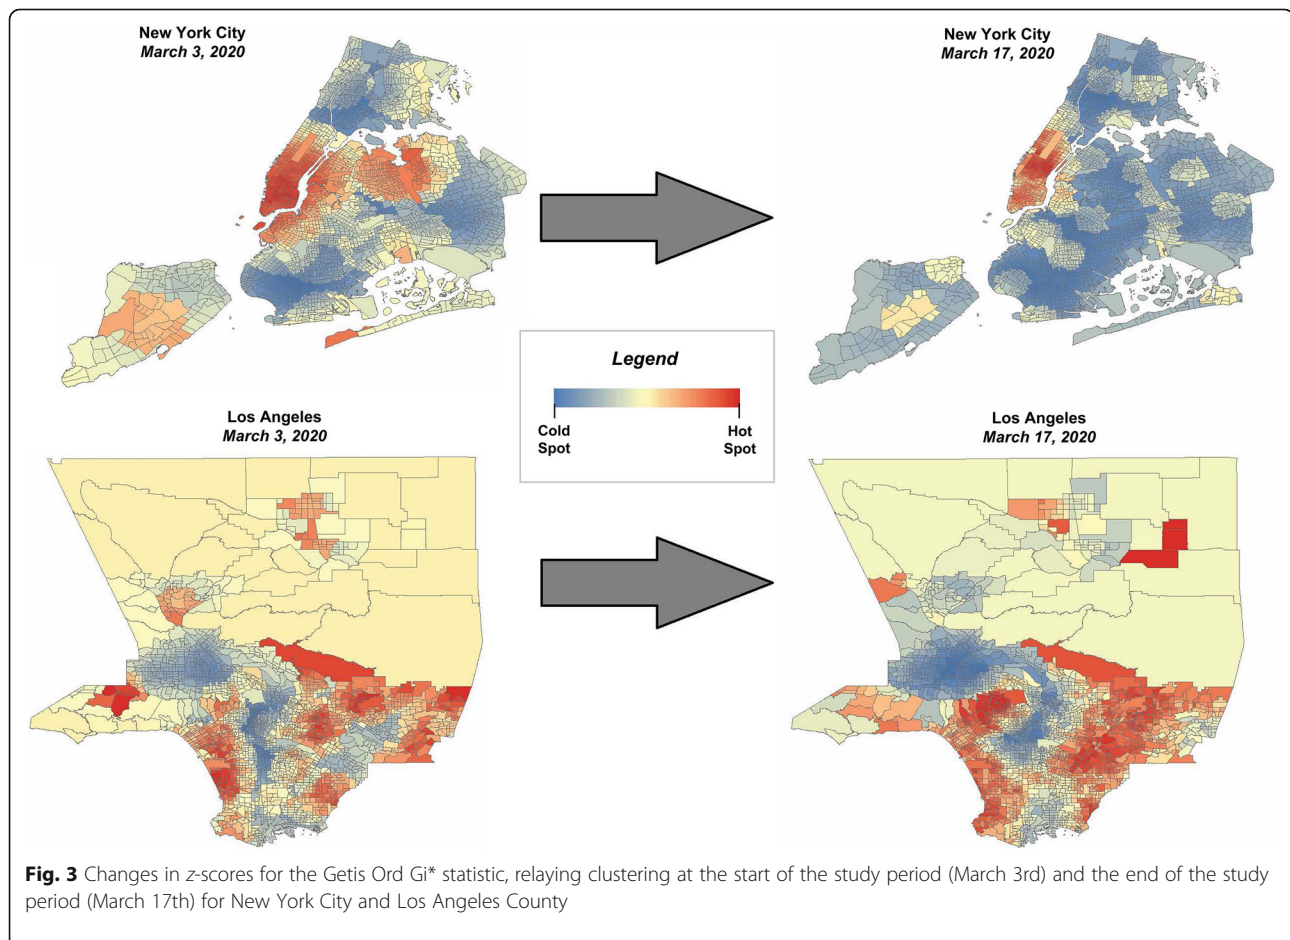 New York City
March 3, 2020
New York City
March 17, 2020
Legend
Cold
Spot
Hot
Spot
Los Angeles
March 3, 2020
Los Angeles
March 17, 2020
Fig. 3 Changes in z-scores for the Getis Ord Gi* statistic, relaying clustering at the start of the study period (March 3rd) and the end of the study
period (March 17th) for New York City and Los Angeles County